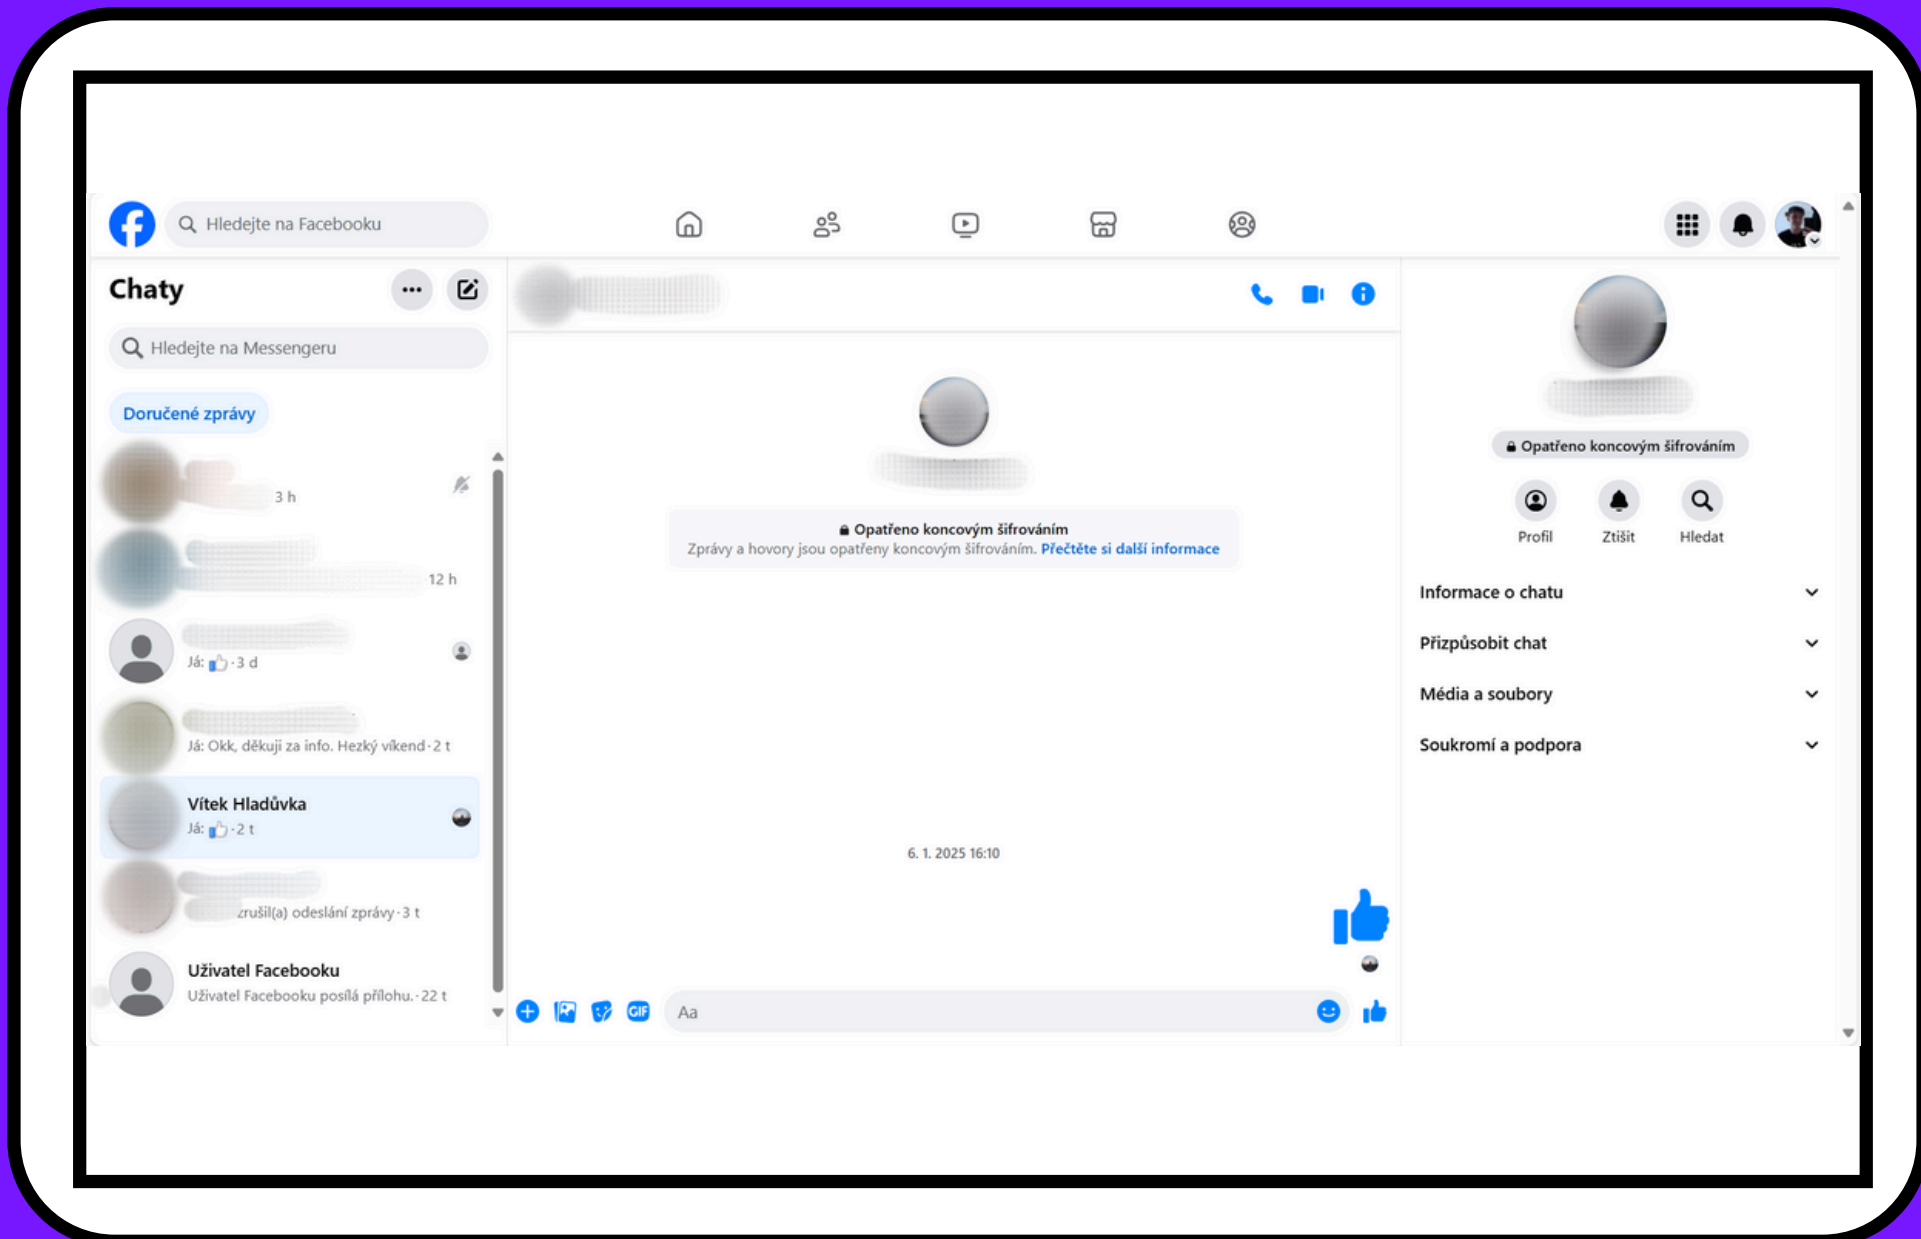 Hledejte na Facebooku
Chaty
Hledejte na Messengeru
Doručené zprávy
3 h
12 h
Já: 👍 · 3 d
Já: Okk, děkuji za info. Hezký víkend · 2 t
Vítek Hladůvka
Já: 👍 · 2 t
zrušil(a) odeslání zprávy · 3 t
Uživatel Facebooku
Uživatel Facebooku posílá přílohu. · 22 t
Opatřeno koncovým šifrováním
Zprávy a hovory jsou opatřeny koncovým šifrováním. Přečtěte si další informace
6. 1. 2025 16:10
GIF
Aa
Opatřeno koncovým šifrováním
Profil
Ztišit
Hledat
Informace o chatu
Přizpůsobit chat
Média a soubory
Soukromí a podpora